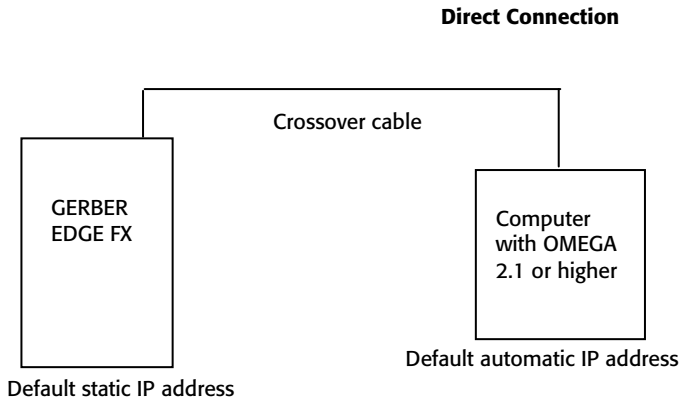 Direct Connection
Crossover cable
GERBER
EDGE FX
Computer
with OMEGA
2.1 or higher
Default automatic IP address
Default static IP address